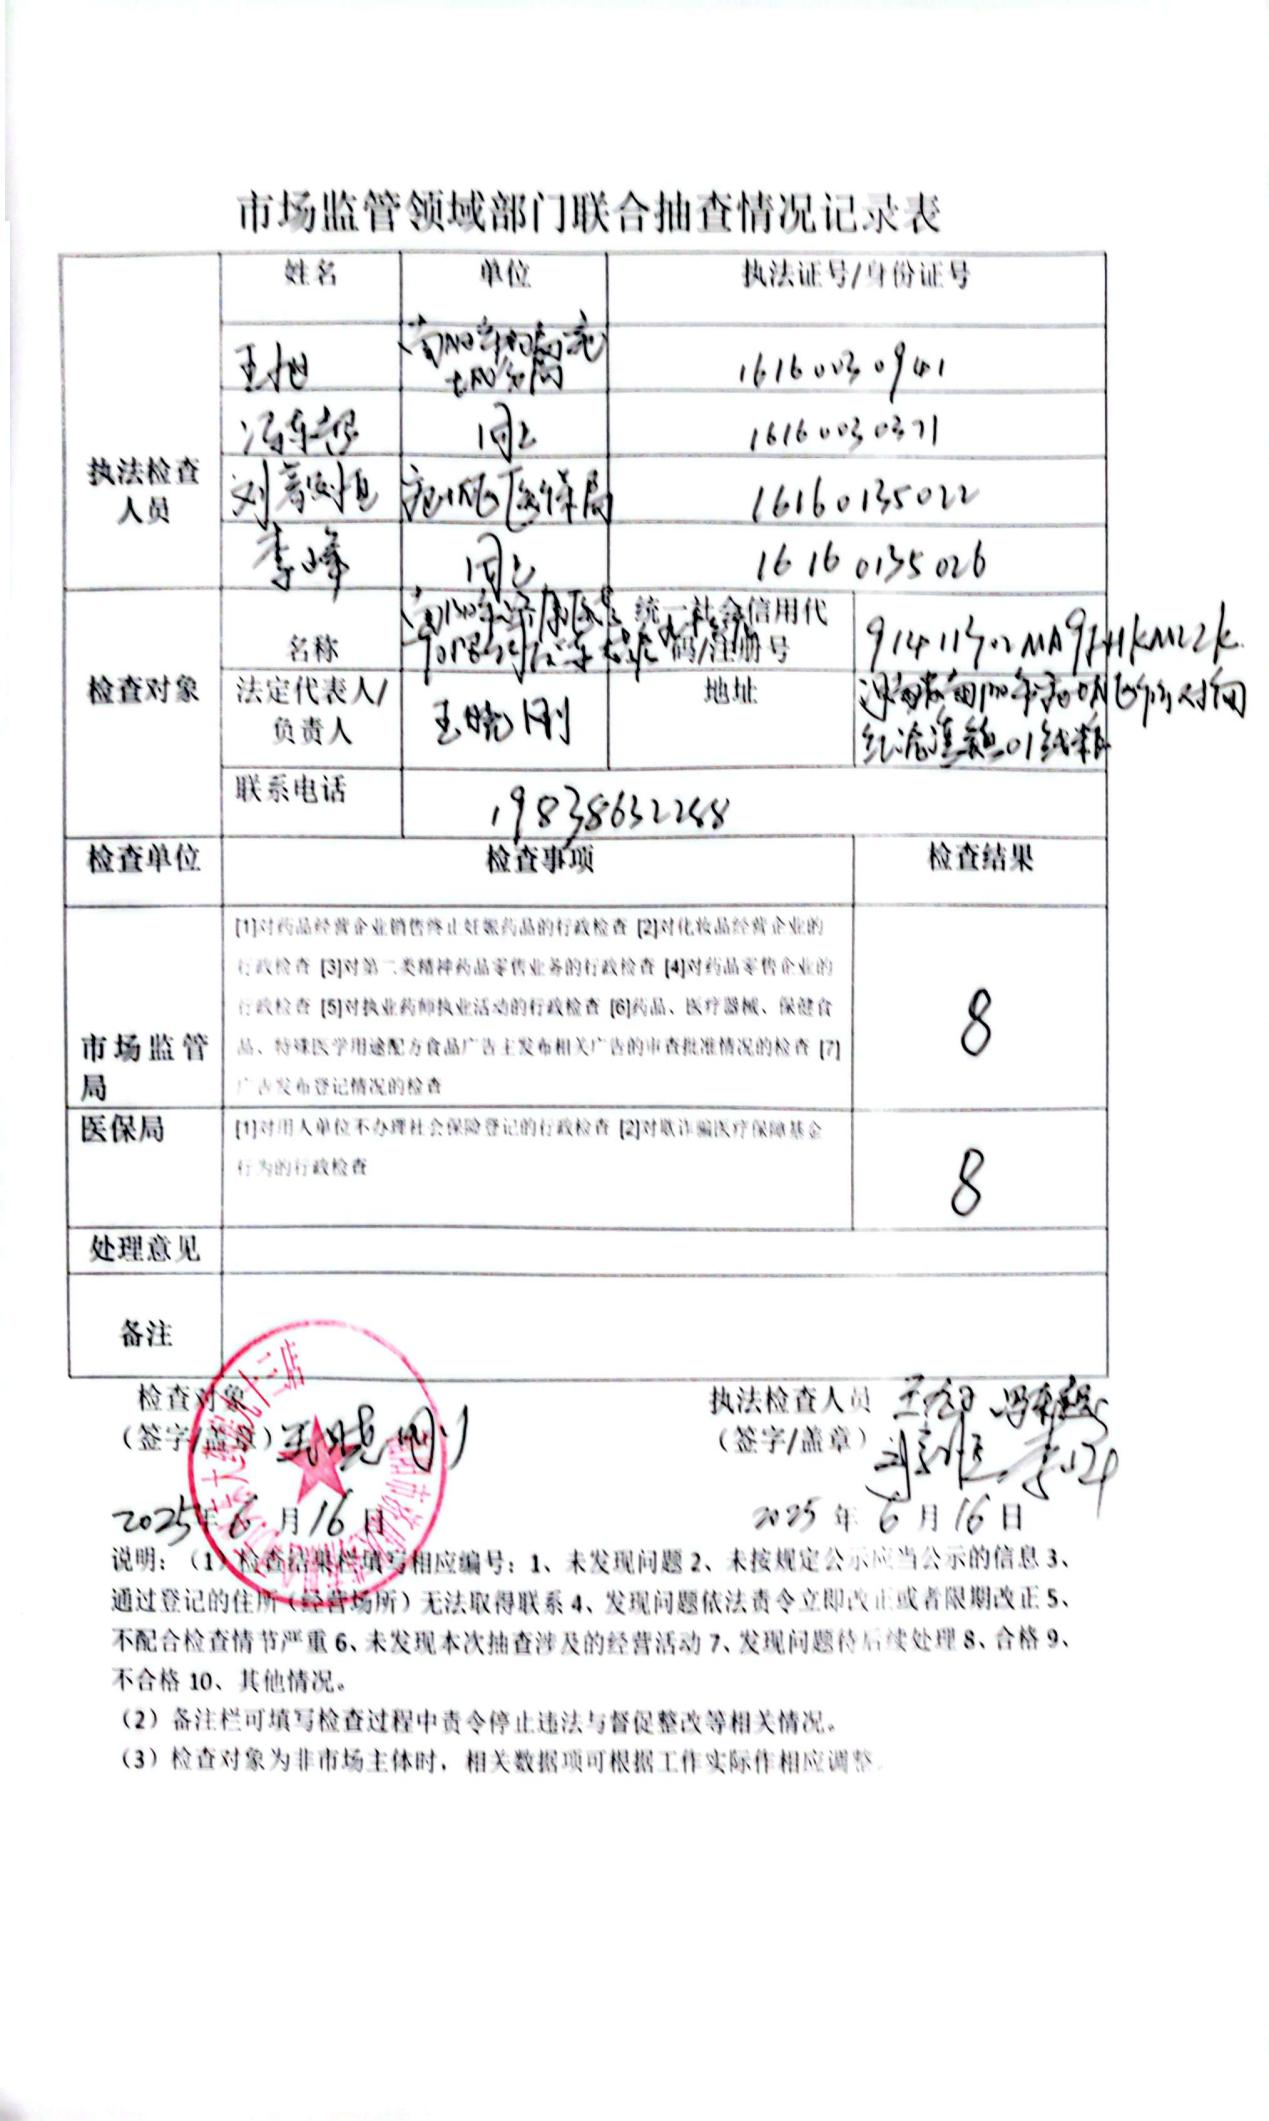 市场监管领域部门联合抽查情况记录表
姓名 单位 执法证号/身份证号
执法检查人员
王旭 16160030941
同上 16160030371
医保局 16160135022
李峰 同上 16160135026
检查对象
名称 统一社会信用代码/注册号
法定代表人/负责人 王晓刚 地址
联系电话 19838632288
检查单位 检查事项 检查结果
[1]对药品经营企业销售终止妊娠药品的行政检查 [2]对化妆品经营企业的
行政检查 [3]对第二类精神药品零售业务的行政检查 [4]对药品零售企业的
行政检查 [5]对执业药师执业活动的行政检查 [6]药品、医疗器械、保健食
品、特殊医学用途配方食品广告主发布相关广告的审查批准情况的检查 [7]
广告发布登记情况的检查
市场监管局 8
医保局 [1]对用人单位不办理社会保险登记的行政检查 [2]对欺诈骗医疗保障基金
行为的行政检查
8
处理意见
备注
检查对象 执法检查人员
（签字/盖章）王晓刚 （签字/盖章）
2025年6月16日 2025年6月16日
说明：（1）检查结果栏填写相应编号：1、未发现问题 2、未按规定公示应当公示的信息 3、
通过登记的住所（经营场所）无法取得联系 4、发现问题依法责令立即改正或者限期改正 5、
不配合检查情节严重 6、未发现本次抽查涉及的经营活动 7、发现问题待后续处理 8、合格 9、
不合格 10、其他情况。
（2）备注栏可填写检查过程中责令停止违法与督促整改等相关情况。
（3）检查对象为非市场主体时，相关数据项可根据工作实际作相应调整。